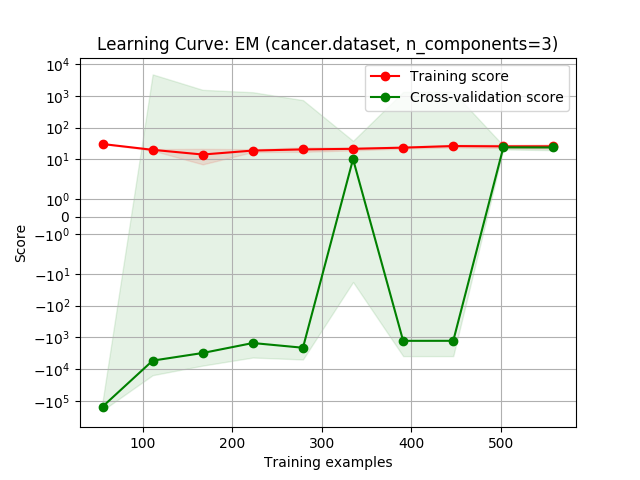 Learning Curve: EM (cancer.dataset, n_components=3)
Training score
Cross-validation score
Score
10⁴
10³
10²
10¹
10⁰
0
−10⁰
−10¹
−10²
−10³
−10⁴
−10⁵
100 200 300 400 500
Training examples